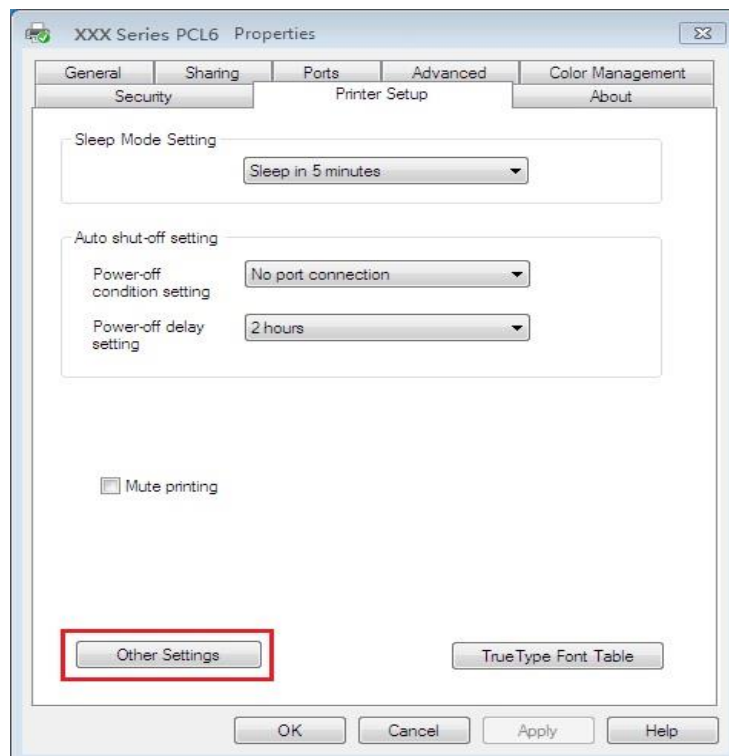 XXX Series PCL6 Properties
General Sharing Ports Advanced Color Management
Security Printer Setup About
Sleep Mode Setting
Sleep in 5 minutes
Auto shut-off setting
Power-off
condition setting
No port connection
Power-off delay
setting
2 hours
Mute printing
Other Settings TrueType Font Table
OK Cancel Apply Help